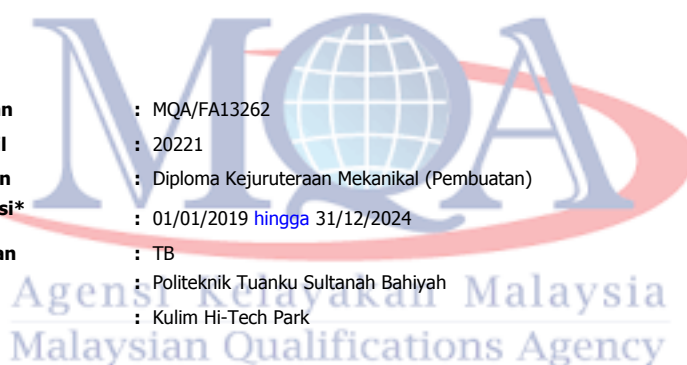 MQA
an : MQA/FA13262
l : 20221
n : Diploma Kejuruteraan Mekanikal (Pembuatan)
si* : 01/01/2019 hingga 31/12/2024
an : TB
: Politeknik Tuanku Sultanah Bahiyah
: Kulim Hi-Tech Park
Agensi Kelayakan Malaysia
Malaysian Qualifications Agency